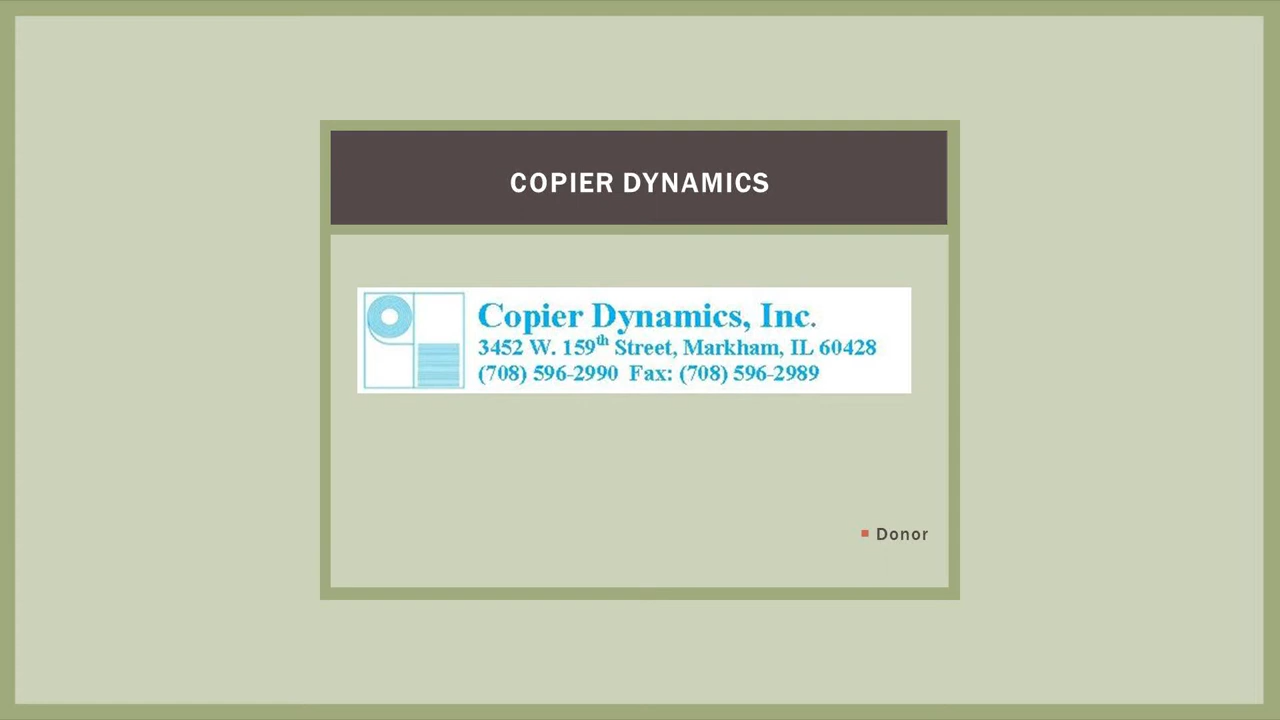 COPIER DYNAMICS
Copier Dynamics, Inc.
3452 W. 159th Street, Markham, IL 60428
(708) 596-2990 Fax: (708) 596-2989
Donor